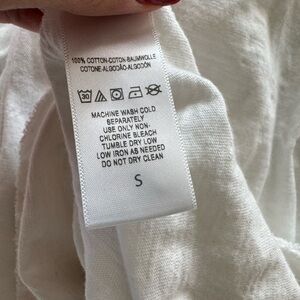 100% COTTON-COTON-BAUMWOLLE
COTONE-ALGODÃO-ALGODÓN
30
MACHINE WASH COLD
SEPARATELY
USE ONLY NON-
CHLORINE BLEACH
TUMBLE DRY LOW
LOW IRON AS NEEDED
DO NOT DRY CLEAN
S